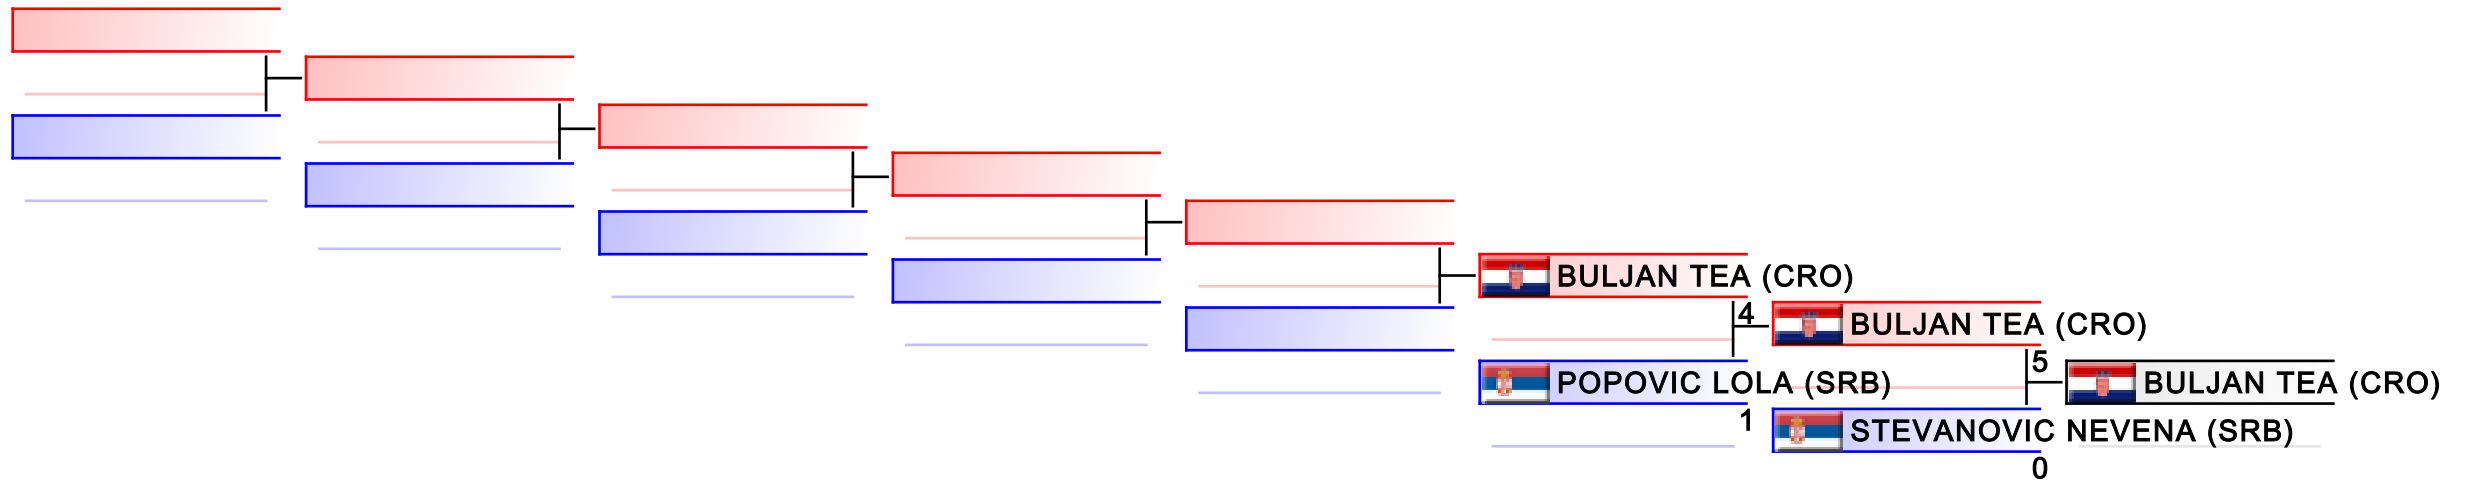 BULJAN TEA (CRO)
4
BULJAN TEA (CRO)
5
POPOVIC LOLA (SRB)
BULJAN TEA (CRO)
1
STEVANOVIC NEVENA (SRB)
0